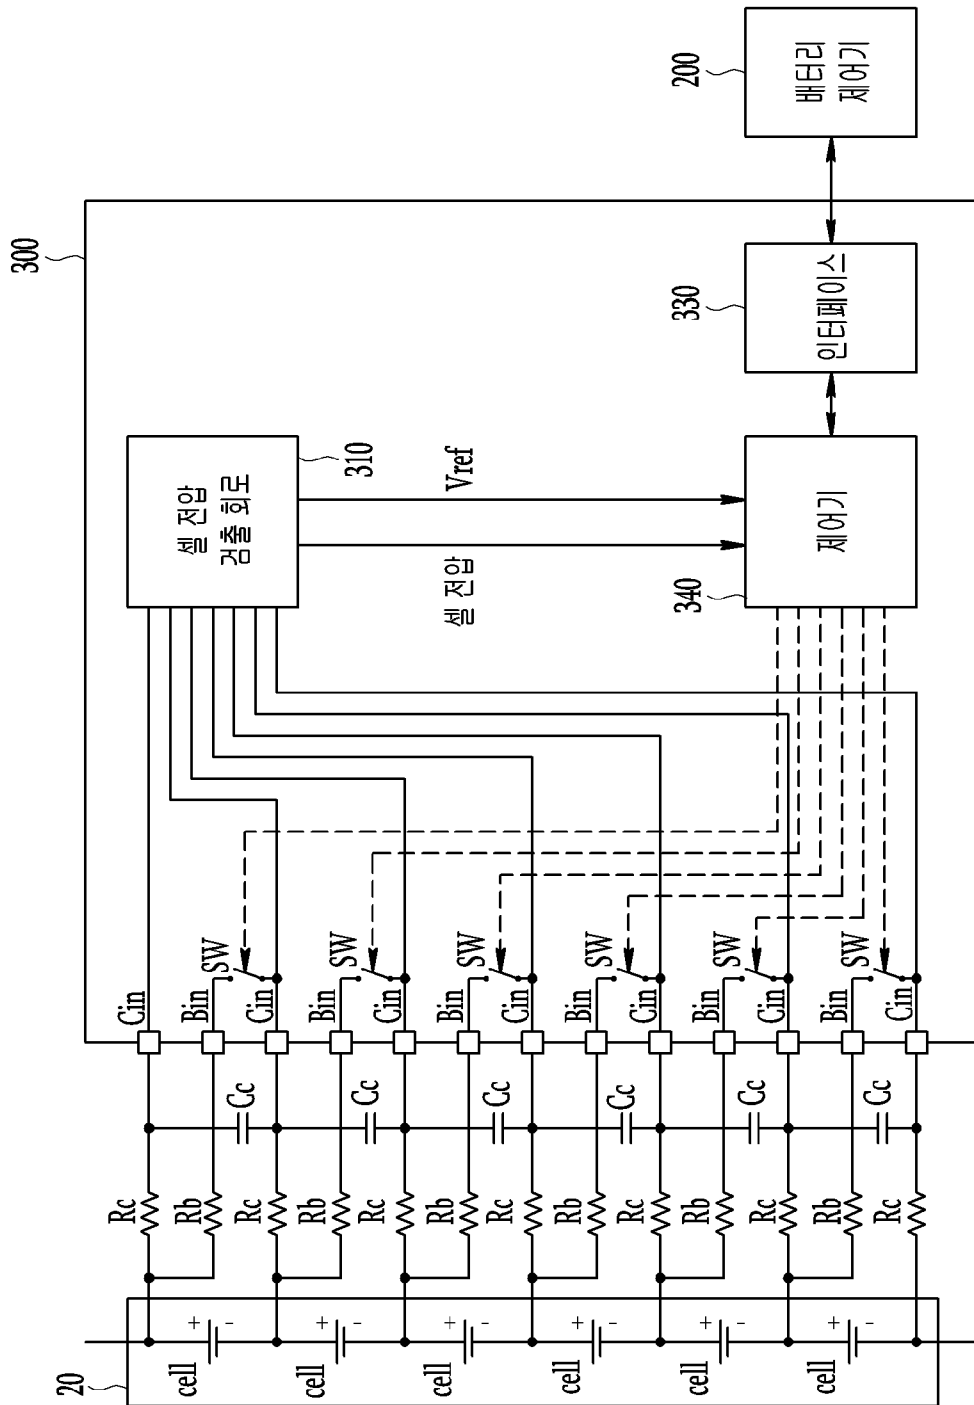 300
200
배터리
제어기
330
인터페이스
340
제어기
310
셀 전압
검출 회로
Vref
셀 전압
Cin
Bin
SW
Cin
Bin
SW
Cin
Bin
SW
Cin
Bin
SW
Cin
Bin
SW
Cin
Bin
SW
Cin
Cc
Cc
Cc
Cc
Cc
Cc
Rc
Rb
Rc
Rb
Rc
Rb
Rc
Rb
Rc
Rb
Rc
Rb
Rc
20
+ -
cell
+ -
cell
+ -
cell
+ -
cell
+ -
cell
+ -
cell